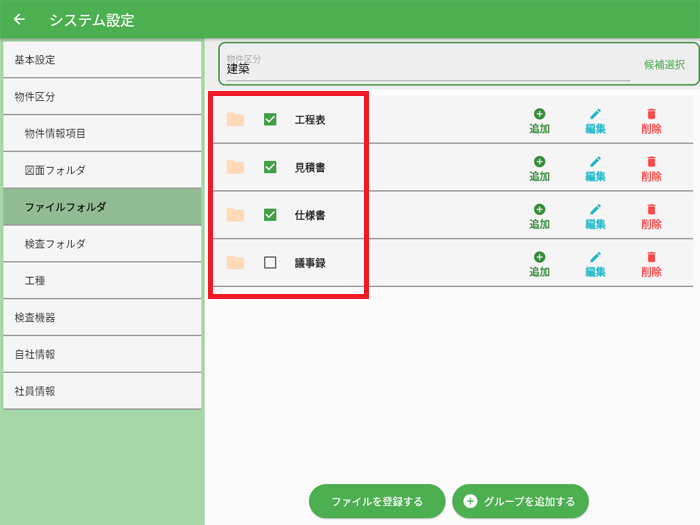 システム設定
基本設定
物件区分
物件情報項目
図面フォルダ
ファイルフォルダ
検査フォルダ
工種
検査機器
自社情報
社員情報
物件区分
建築
候補選択
工程表
追加
編集
削除
見積書
追加
編集
削除
仕様書
追加
編集
削除
議事録
追加
編集
削除
ファイルを登録する
グループを追加する